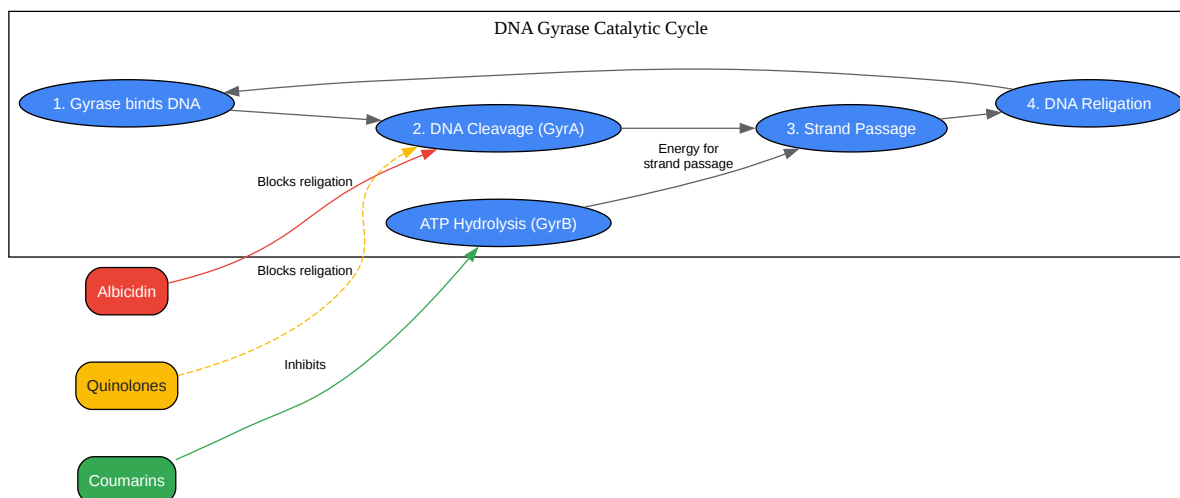 DNA Gyrase Catalytic Cycle
1. Gyrase binds DNA
2. DNA Cleavage (GyrA)
3. Strand Passage
4. DNA Religation
Energy for
strand passage
Blocks religation
ATP Hydrolysis (GyrB)
Blocks religation
Albicidin
Inhibits
Quinolones
Coumarins